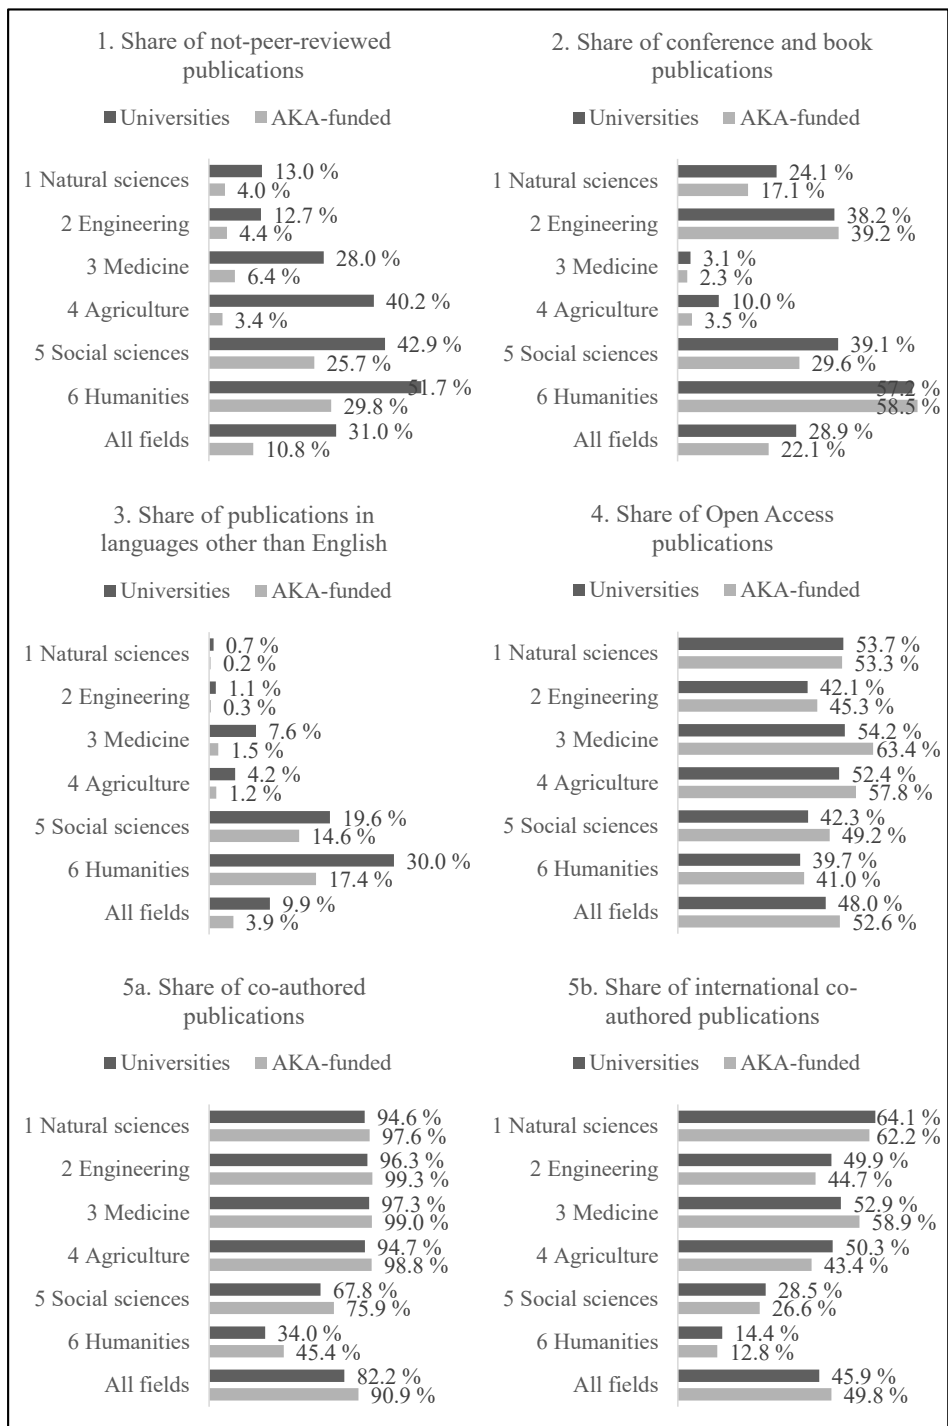 1. Share of not-peer-reviewed
publications
Universities AKA-funded
1 Natural sciences 13.0 %
4.0 %
2 Engineering 12.7 %
4.4 %
3 Medicine 28.0 %
6.4 %
4 Agriculture 40.2 %
3.4 %
5 Social sciences 42.9 %
25.7 %
6 Humanities 51.7 %
29.8 %
All fields 31.0 %
10.8 %
2. Share of conference and book
publications
Universities AKA-funded
1 Natural sciences 24.1 %
17.1 %
2 Engineering 38.2 %
39.2 %
3 Medicine 3.1 %
2.3 %
4 Agriculture 10.0 %
3.5 %
5 Social sciences 39.1 %
29.6 %
6 Humanities 57.2 %
58.5 %
All fields 28.9 %
22.1 %
3. Share of publications in
languages other than English
Universities AKA-funded
1 Natural sciences 0.7 %
0.2 %
2 Engineering 1.1 %
0.3 %
3 Medicine 7.6 %
1.5 %
4 Agriculture 4.2 %
1.2 %
5 Social sciences 19.6 %
14.6 %
6 Humanities 30.0 %
17.4 %
All fields 9.9 %
3.9 %
4. Share of Open Access
publications
Universities AKA-funded
1 Natural sciences 53.7 %
53.3 %
2 Engineering 42.1 %
45.3 %
3 Medicine 54.2 %
63.4 %
4 Agriculture 52.4 %
57.8 %
5 Social sciences 42.3 %
49.2 %
6 Humanities 39.7 %
41.0 %
All fields 48.0 %
52.6 %
5a. Share of co-authored
publications
Universities AKA-funded
1 Natural sciences 94.6 %
97.6 %
2 Engineering 96.3 %
99.3 %
3 Medicine 97.3 %
99.0 %
4 Agriculture 94.7 %
98.8 %
5 Social sciences 67.8 %
75.9 %
6 Humanities 34.0 %
45.4 %
All fields 82.2 %
90.9 %
5b. Share of international co-
authored publications
Universities AKA-funded
1 Natural sciences 64.1 %
62.2 %
2 Engineering 49.9 %
44.7 %
3 Medicine 52.9 %
58.9 %
4 Agriculture 50.3 %
43.4 %
5 Social sciences 28.5 %
26.6 %
6 Humanities 14.4 %
12.8 %
All fields 45.9 %
49.8 %